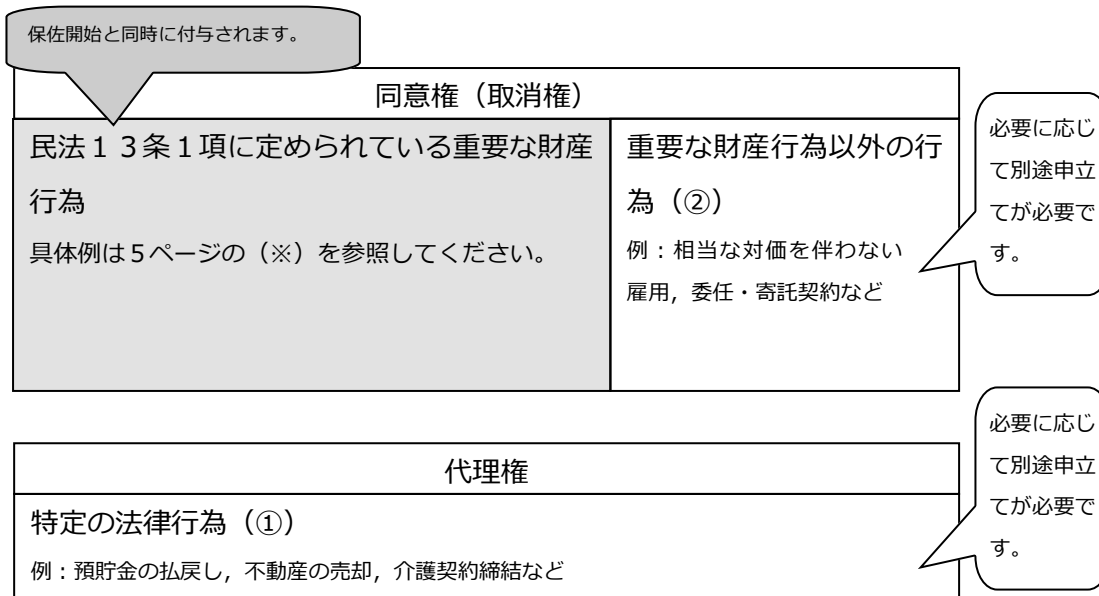 保佐開始と同時に付与されます。
同意権（取消権）
民法１３条１項に定められている重要な財産
行為
具体例は５ページの（※）を参照してください。
重要な財産行為以外の行
為（②）
例：相当な対価を伴わない
雇用，委任・寄託契約など
必要に応じ
て別途申立
てが必要で
す。
代理権
特定の法律行為（①）
例：預貯金の払戻し，不動産の売却，介護契約締結など
必要に応じ
て別途申立
てが必要で
す。